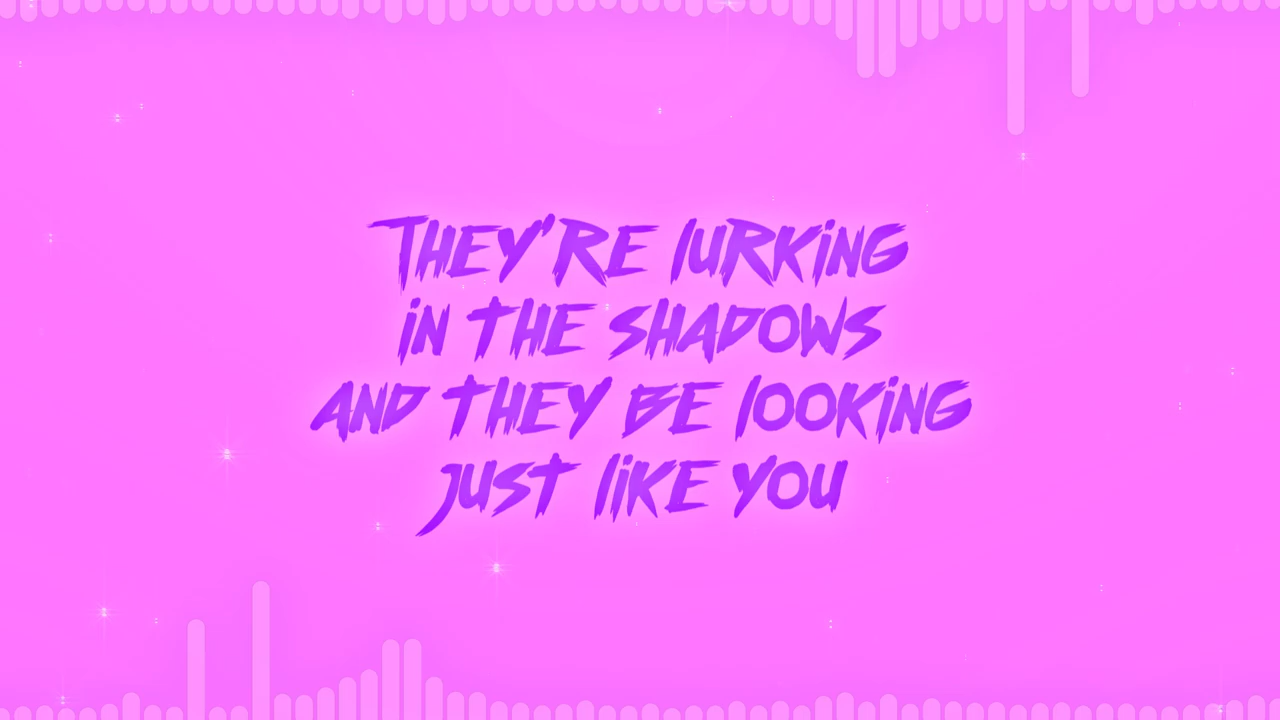 THEY'RE LURKING
IN THE SHADOWS
AND THEY BE LOOKING
JUST LIKE YOU